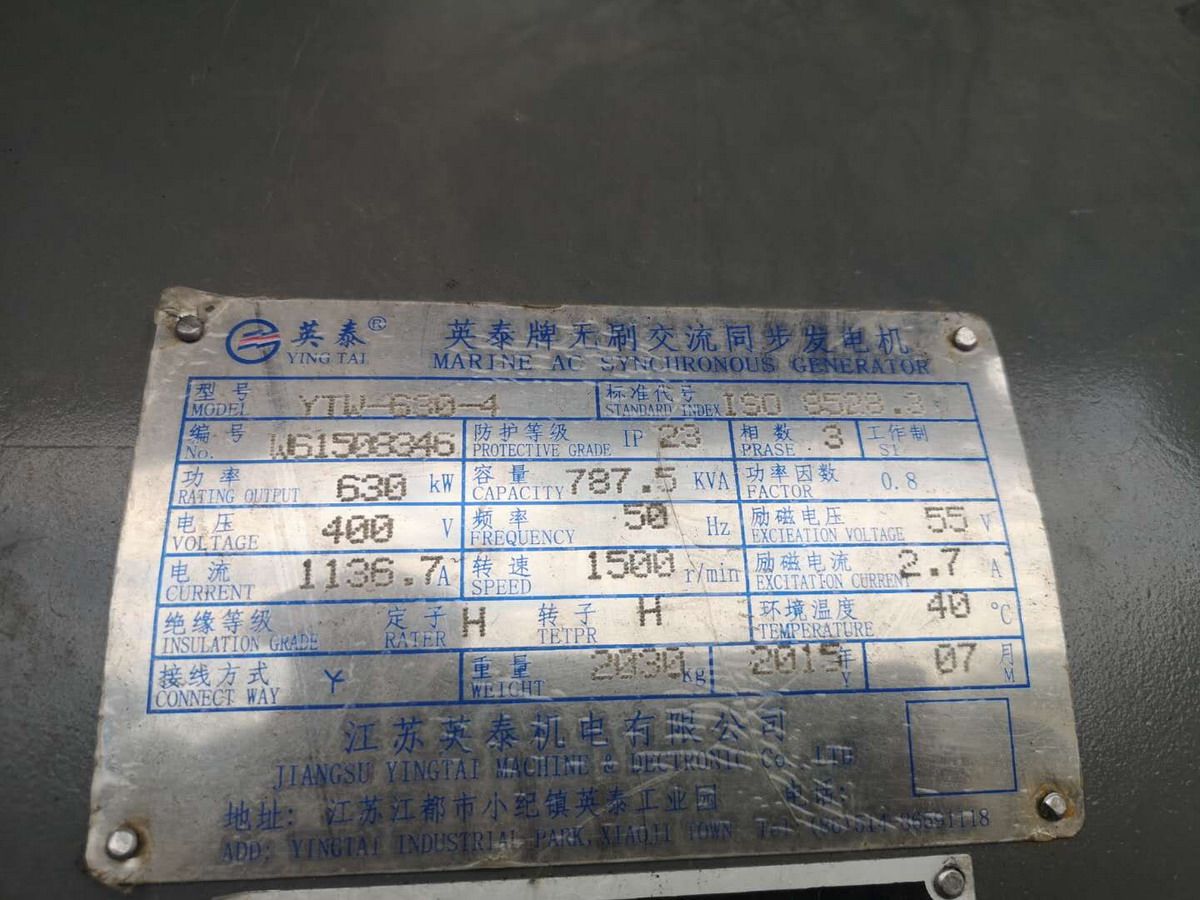 英泰® 英泰牌无刷交流同步发电机
YING TAI MARINE AC SYNCHRONOUS GENERATOR
型号 标准代号
MODEL YTW-630-4 STANDARD INDEX ISO 8528.3
编号 防护等级 相数 工作制
No. W61508346 PROTECTIVE GRADE IP 23 PRASE 3 S1
功率 容量 功率因数
RATING OUTPUT 630 kW CAPACITY 787.5 KVA FACTOR 0.8
电压 频率 励磁电压
VOLTAGE 400 V FREQUENCY 50 Hz EXCIEATION VOLTAGE 55 V
电流 转速 励磁电流
CURRENT 1136.7 A SPEED 1500 r/min EXCITATION CURRENT 2.7 A
绝缘等级 定子 转子 环境温度
INSULATION GRADE RATER H TETPR H TEMPERATURE 40 ℃
接线方式 重量 年 月
CONNECT WAY Y WEICHT 2030 kg 2015 Y 07 M
江苏英泰机电有限公司
JIANGSU YINGTAI MACHINE & DECTRONIC Co., LTD
地址: 江苏江都市小纪镇英泰工业园 电话:
ADD: YINGTAI INDUSTRIAL PARK, XIAOJI TOWN Tel